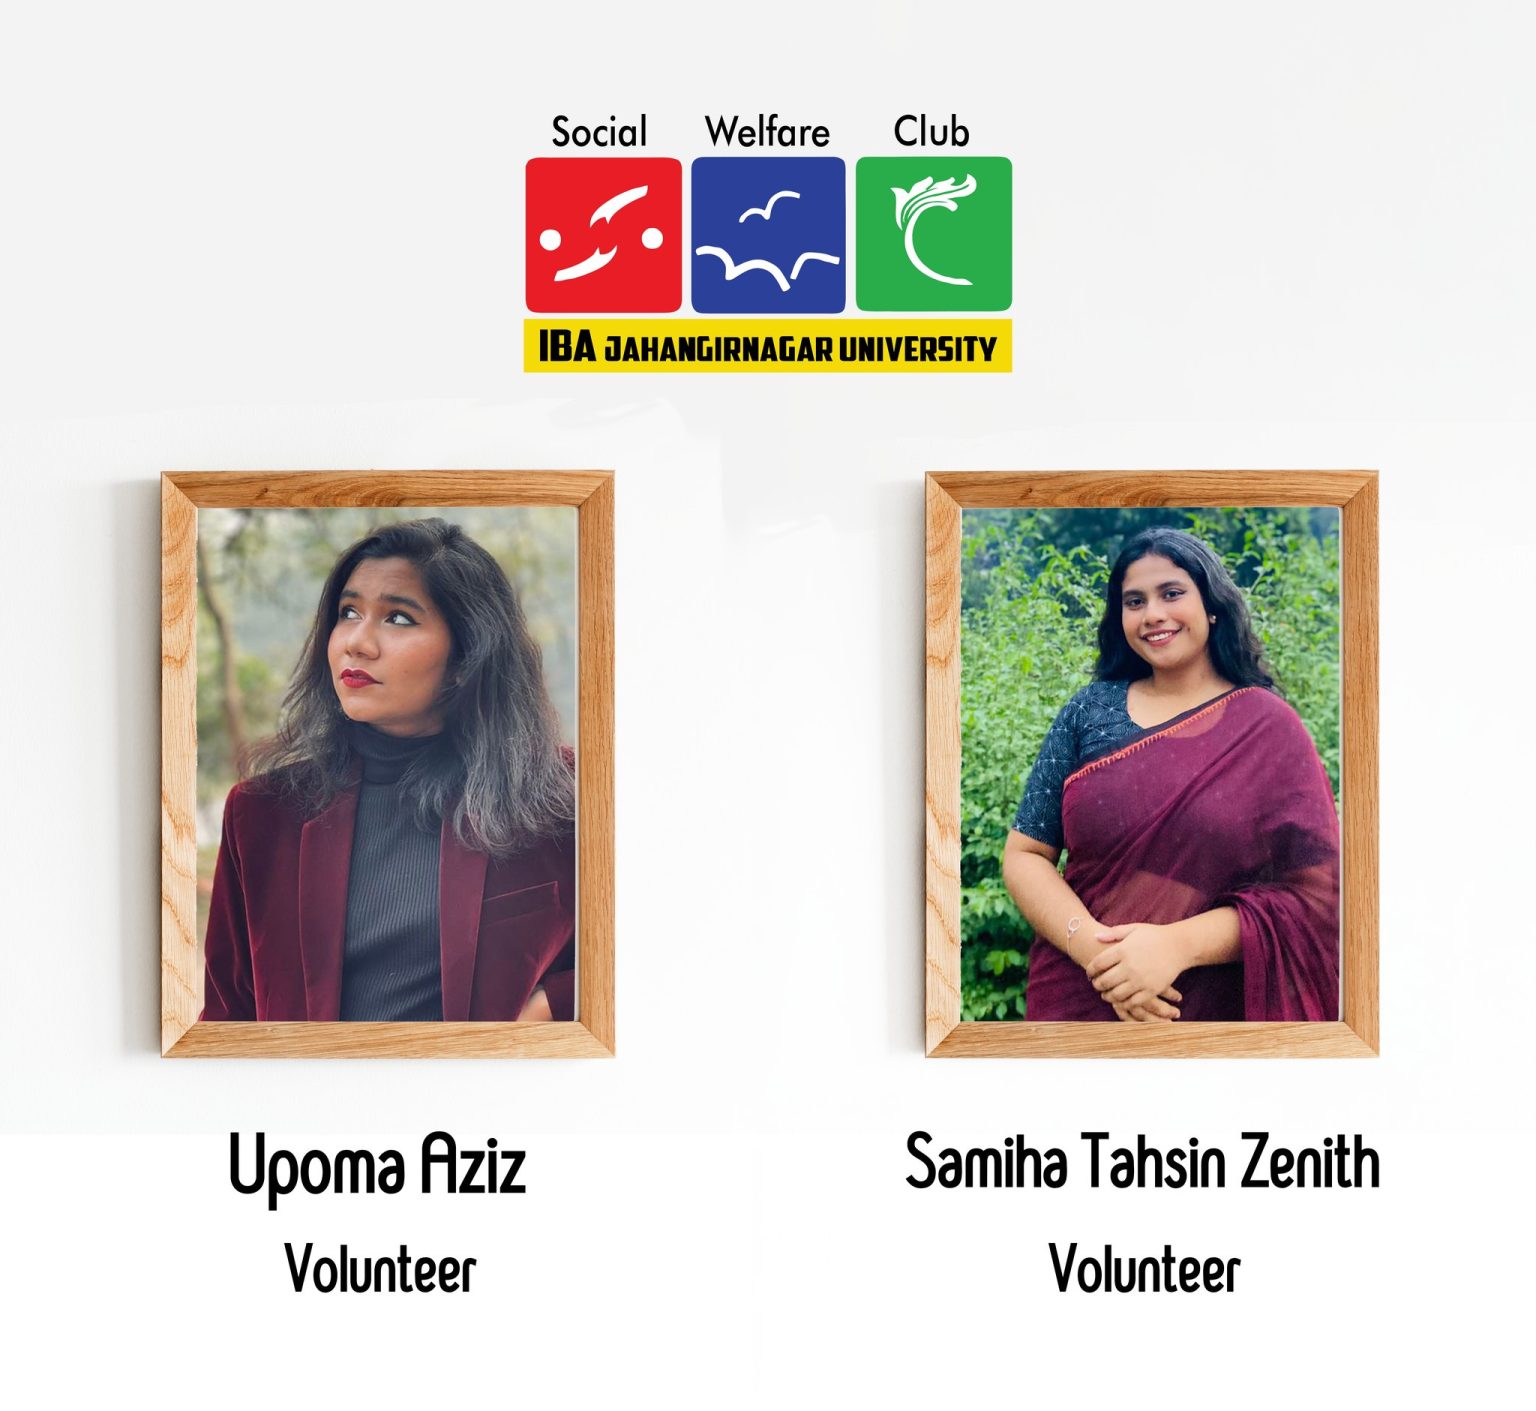 Social Welfare Club
IBA JAHANGIRNAGAR UNIVERSITY
Upoma Aziz
Volunteer
Samiha Tahsin Zenith
Volunteer